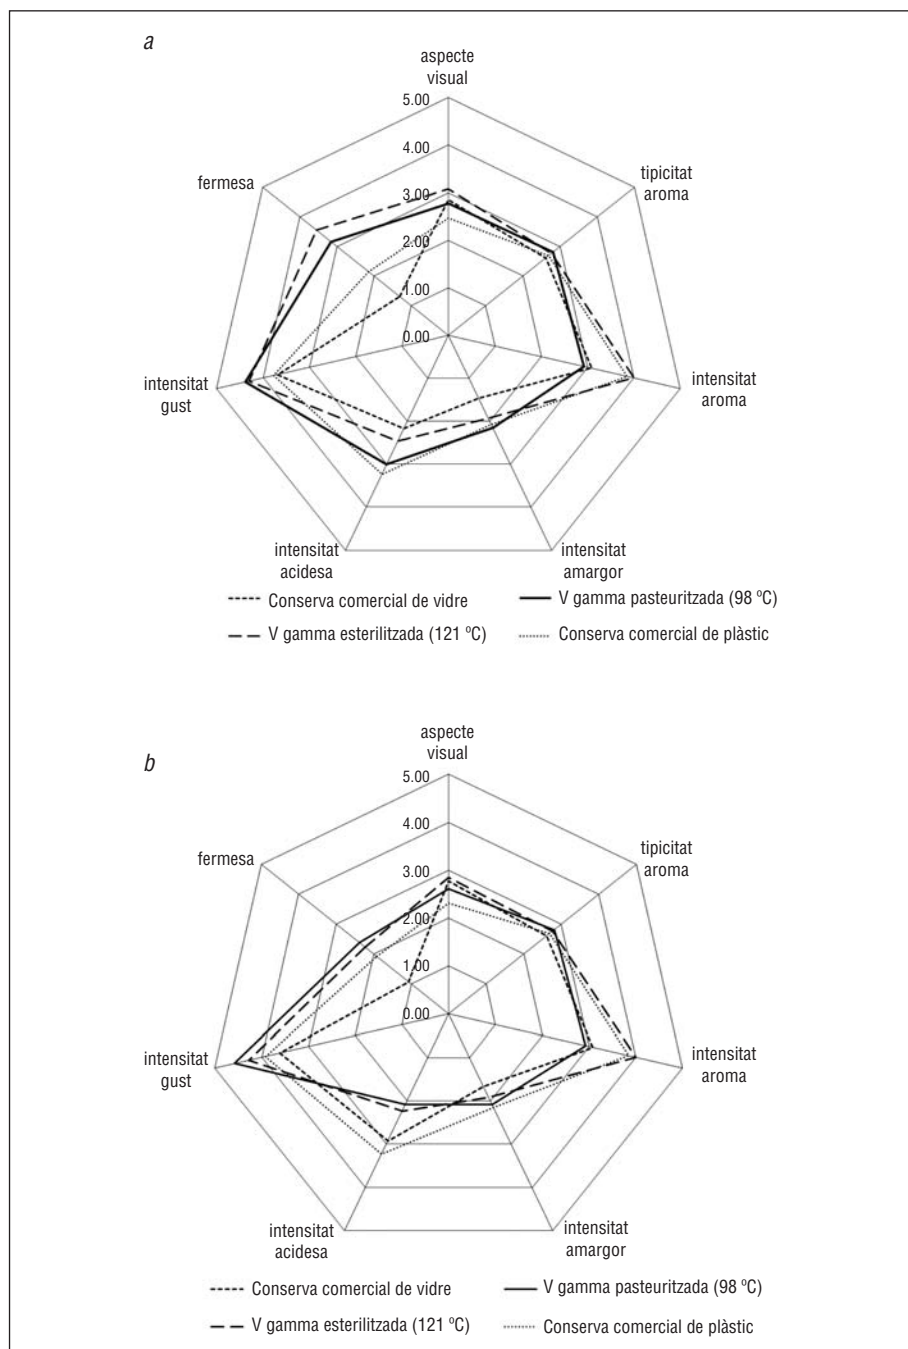 a
aspecte
visual
5.00
4.00
3.00
2.00
1.00
0.00
fermesa
tipicitat
aroma
intensitat
gust
intensitat
aroma
intensitat
acidesa
intensitat
amargor
Conserva comercial de vidre
V gamma pasteuritzada (98 ºC)
V gamma esterilitzada (121 ºC)
Conserva comercial de plàstic
b
aspecte
visual
5.00
4.00
3.00
2.00
1.00
0.00
fermesa
tipicitat
aroma
intensitat
gust
intensitat
aroma
intensitat
acidesa
intensitat
amargor
Conserva comercial de vidre
V gamma pasteuritzada (98 ºC)
V gamma esterilitzada (121 ºC)
Conserva comercial de plàstic